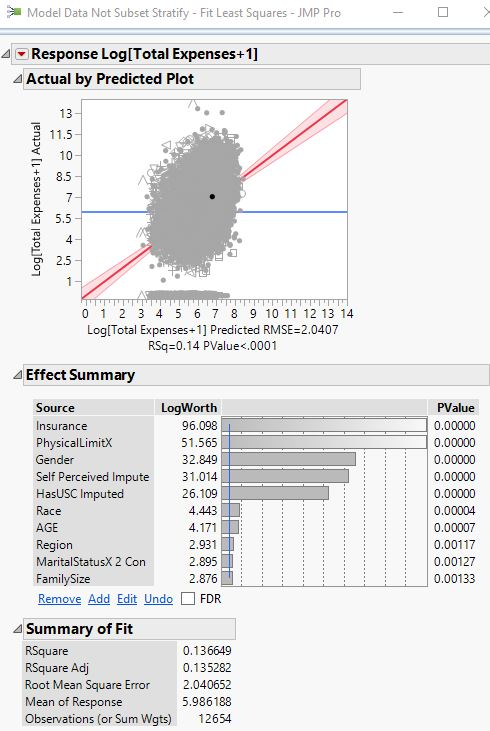 Model Data Not Subset Stratify - Fit Least Squares - JMP Pro
Response Log[Total Expenses+1]
Actual by Predicted Plot
Log[Total Expenses+1] Actual
13
11.5
10
8.5
7
5.5
4
2.5
1
0 1 2 3 4 5 6 7 8 9 10 11 12 13 14
Log[Total Expenses+1] Predicted RMSE=2.0407
RSq=0.14 PValue<.0001
Effect Summary
Source LogWorth PValue
Insurance 96.098 0.00000
PhysicalLimitX 51.565 0.00000
Gender 32.849 0.00000
Self Perceived Impute 31.014 0.00000
HasUSC Imputed 26.109 0.00000
Race 4.443 0.00004
AGE 4.171 0.00007
Region 2.931 0.00117
MaritalStatusX 2 Con 2.895 0.00127
FamilySize 2.876 0.00133
Remove Add Edit Undo FDR
Summary of Fit
RSquare 0.136649
RSquare Adj 0.135282
Root Mean Square Error 2.040652
Mean of Response 5.986188
Observations (or Sum Wgts) 12654